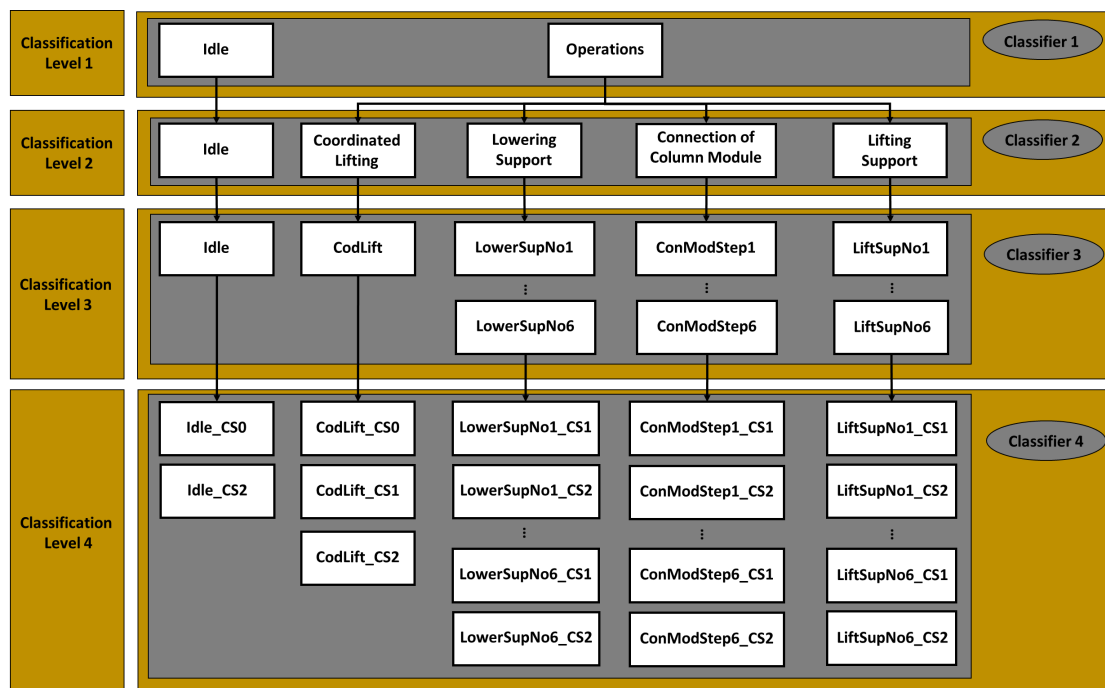 Classification
Level 1
Idle
Operations
Classifier 1
Classification
Level 2
Idle
Coordinated
Lifting
Lowering
Support
Connection of
Column Module
Lifting
Support
Classifier 2
Classification
Level 3
Idle
CodLift
LowerSupNo1
ConModStep1
LiftSupNo1
Classifier 3
...
...
...
LowerSupNo6
ConModStep6
LiftSupNo6
Classification
Level 4
Idle_CS0
CodLift_CS0
LowerSupNo1_CS1
ConModStep1_CS1
LiftSupNo1_CS1
Classifier 4
Idle_CS2
CodLift_CS1
LowerSupNo1_CS2
ConModStep1_CS2
LiftSupNo1_CS2
...
...
...
CodLift_CS2
LowerSupNo6_CS1
ConModStep6_CS1
LiftSupNo6_CS1
LowerSupNo6_CS2
ConModStep6_CS2
LiftSupNo6_CS2